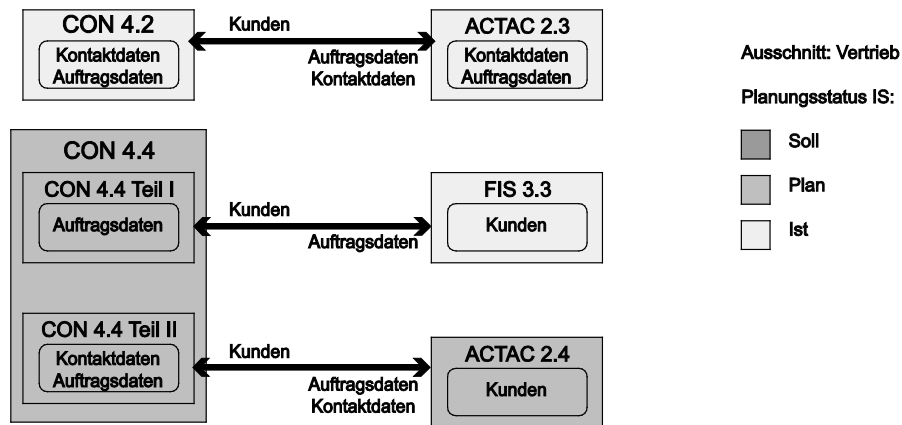 CON 4.2
Kontaktdaten
Auftragsdaten
Kunden
Auftragsdaten
Kontaktdaten
ACTAC 2.3
Kontaktdaten
Auftragsdaten
CON 4.4
CON 4.4 Teil I
Auftragsdaten
Kunden
Auftragsdaten
FIS 3.3
Kunden
CON 4.4 Teil II
Kontaktdaten
Auftragsdaten
Kunden
Auftragsdaten
Kontaktdaten
ACTAC 2.4
Kunden
Ausschnitt: Vertrieb
Planungsstatus IS:
Soll
Plan
Ist